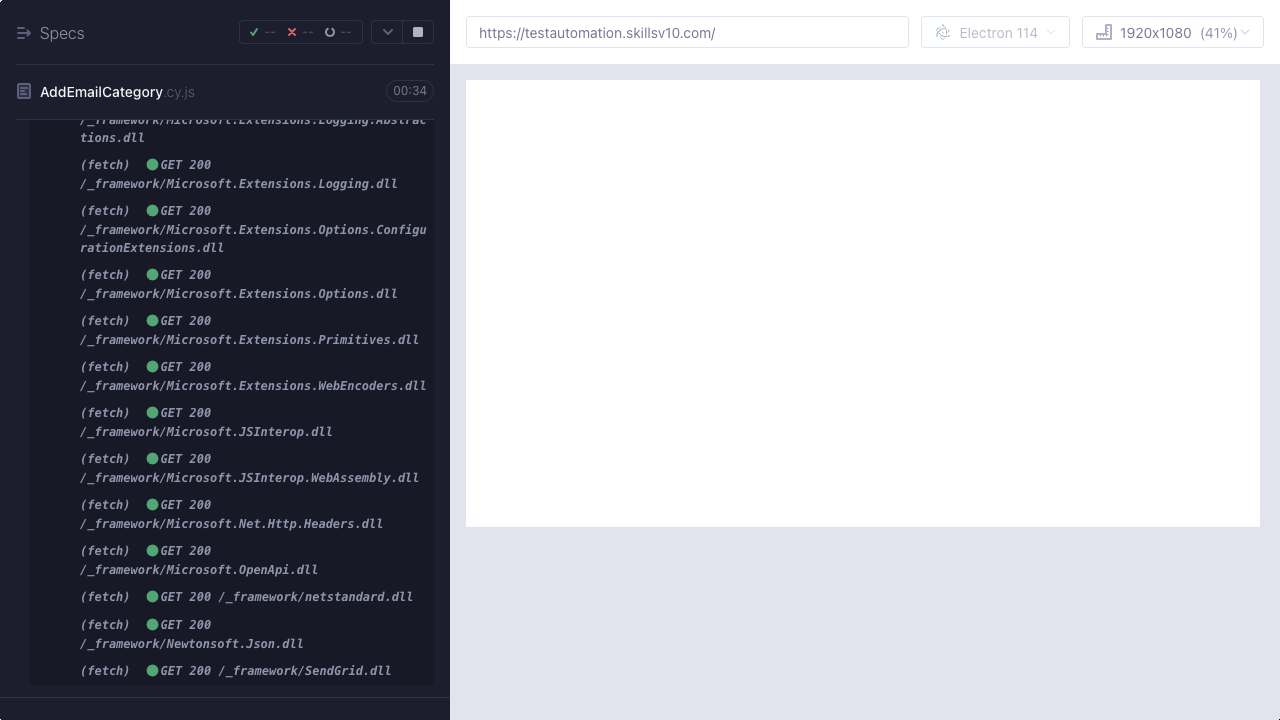 Specs
-- -- --
https://testautomation.skillsv10.com/
Electron 114
1920x1080 (41%)
AddEmailCategory.cy.js
00:34
/_framework/Microsoft.Extensions.Logging.Abstrac
tions.dll
(fetch) GET 200
/_framework/Microsoft.Extensions.Logging.dll
(fetch) GET 200
/_framework/Microsoft.Extensions.Options.Configu
rationExtensions.dll
(fetch) GET 200
/_framework/Microsoft.Extensions.Options.dll
(fetch) GET 200
/_framework/Microsoft.Extensions.Primitives.dll
(fetch) GET 200
/_framework/Microsoft.Extensions.WebEncoders.dll
(fetch) GET 200
/_framework/Microsoft.JSInterop.dll
(fetch) GET 200
/_framework/Microsoft.JSInterop.WebAssembly.dll
(fetch) GET 200
/_framework/Microsoft.Net.Http.Headers.dll
(fetch) GET 200
/_framework/Microsoft.OpenApi.dll
(fetch) GET 200 /_framework/netstandard.dll
(fetch) GET 200
/_framework/Newtonsoft.Json.dll
(fetch) GET 200 /_framework/SendGrid.dll